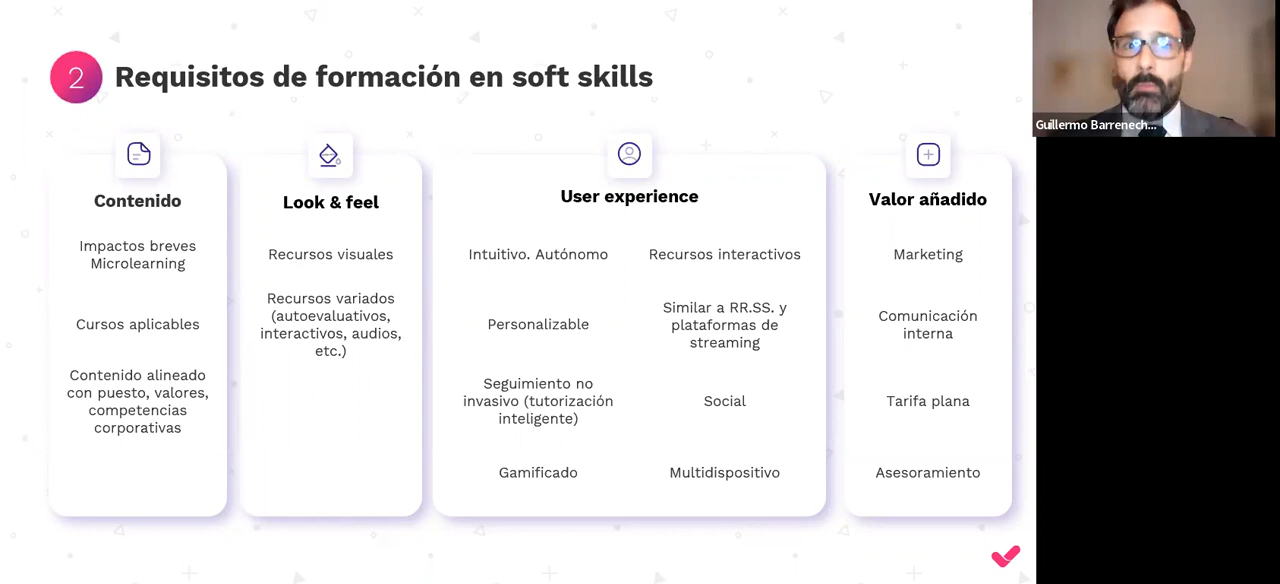 2 Requisitos de formación en soft skills
Guillermo Barrenech...
Contenido
Impactos breves
Microlearning
Cursos aplicables
Contenido alineado
con puesto, valores,
competencias
corporativas
Look & feel
Recursos visuales
Recursos variados
(autoevaluativos,
interactivos, audios,
etc.)
User experience
Intuitivo. Autónomo
Personalizable
Seguimiento no
invasivo (tutorización
inteligente)
Gamificado
Recursos interactivos
Similar a RR.SS. y
plataformas de
streaming
Social
Multidispositivo
Valor añadido
Marketing
Comunicación
interna
Tarifa plana
Asesoramiento